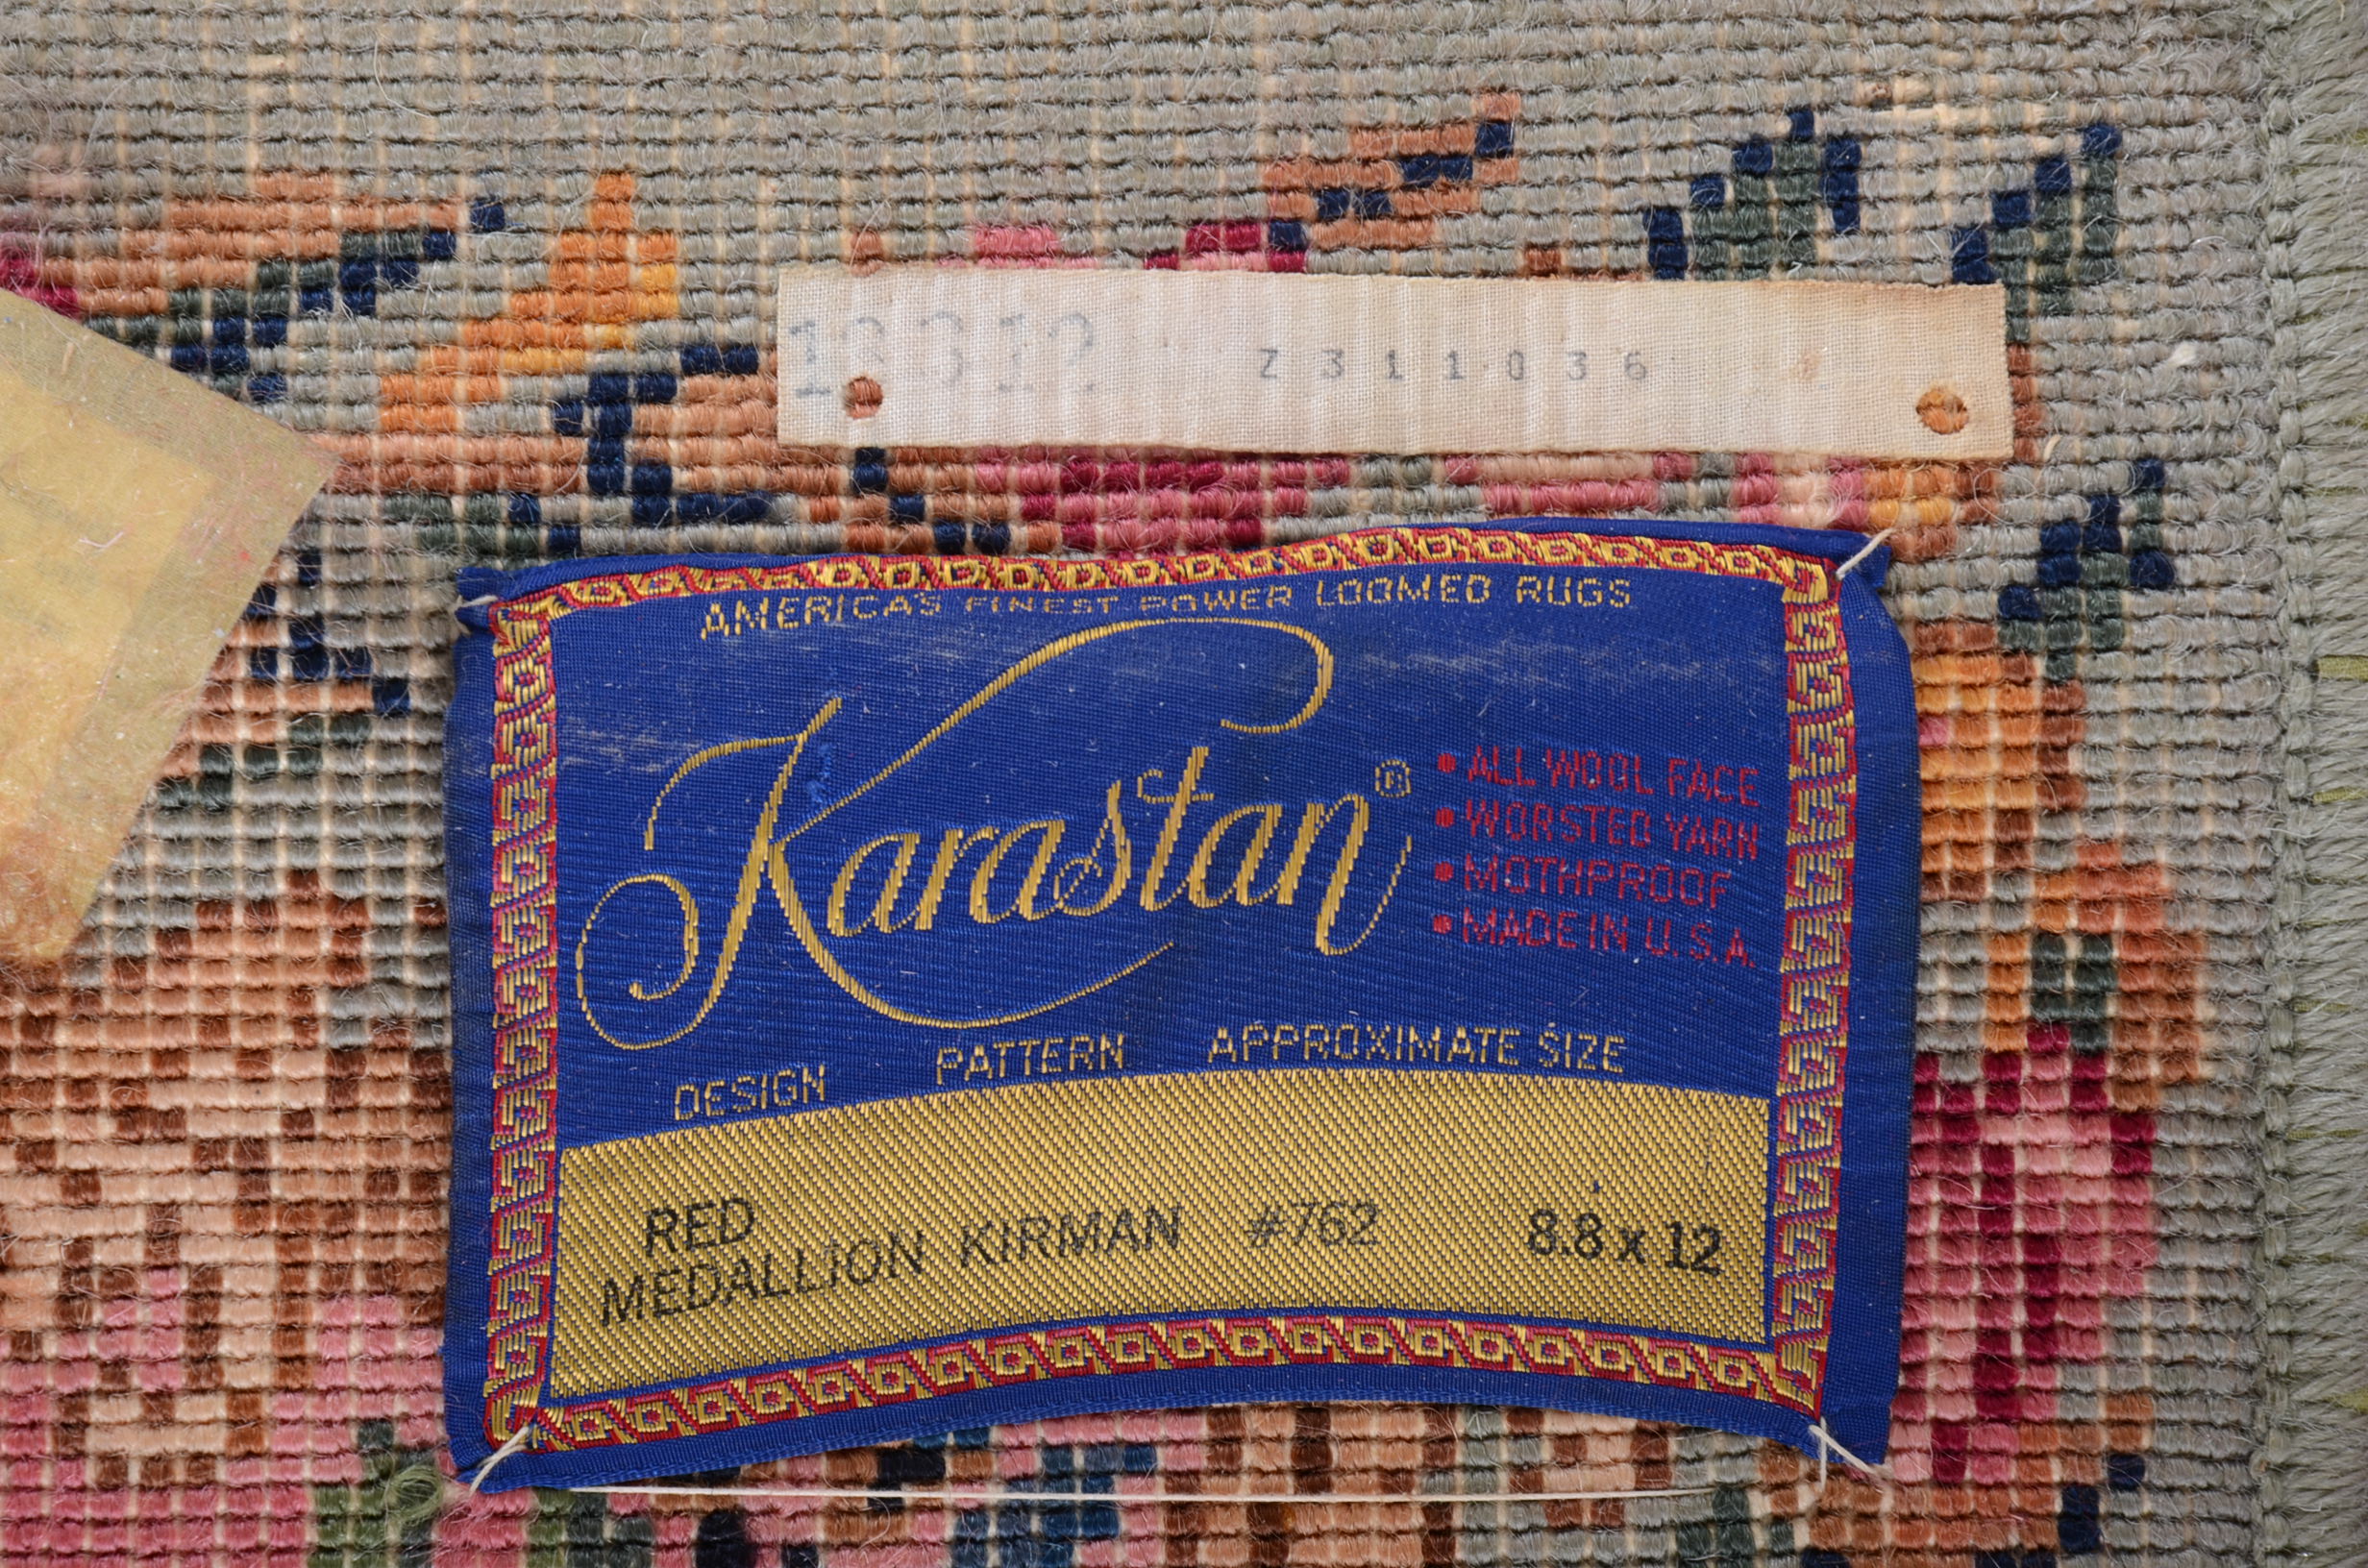 Z311036
AMERICA'S FINEST POWER LOOMED RUGS
Karastan®
• ALL WOOL FACE
• WORSTED YARN
• MOTHPROOF
• MADE IN U.S.A.
DESIGN PATTERN APPROXIMATE SIZE
RED
MEDALLION KIRMAN #762 8.8 x 12